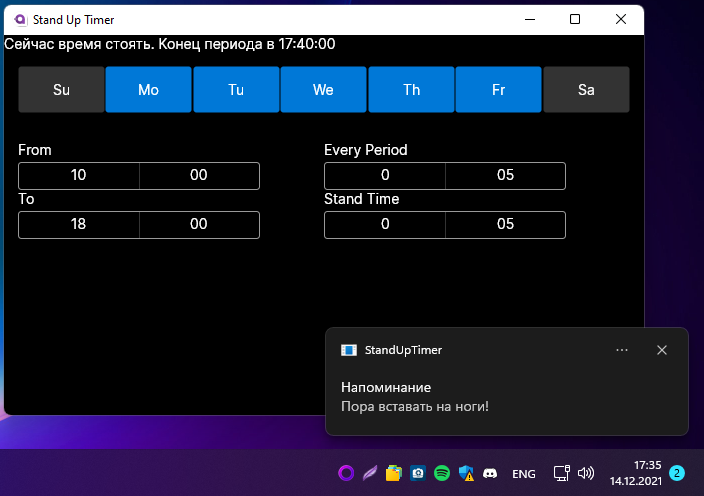 Stand Up Timer
Сейчас время стоять. Конец периода в 17:40:00
Su Mo Tu We Th Fr Sa
From Every Period
10 00 0 05
To Stand Time
18 00 0 05
StandUpTimer
Напоминание
Пора вставать на ноги!
ENG 17:35 2
14.12.2021